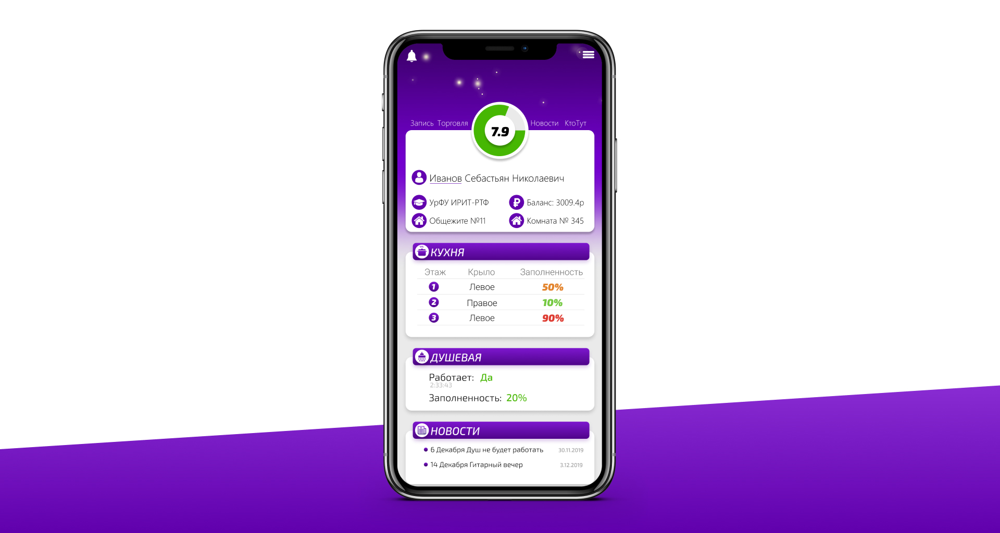 Запись Торговля Новости КтоТут
7.9
Иванов Себастьян Николаевич
УрФУ ИРИТ-РТФ Баланс: 3009.4р
Общежите №11 Комната № 345
КУХНЯ
Этаж Крыло Заполненность
1 Левое 50%
2 Правое 10%
3 Левое 90%
ДУШЕВАЯ
Работает: Да
2:33:43
Заполненность: 20%
НОВОСТИ
6 Декабря Душ не будет работать 30.11.2019
14 Декабря Гитарный вечер 3.12.2019